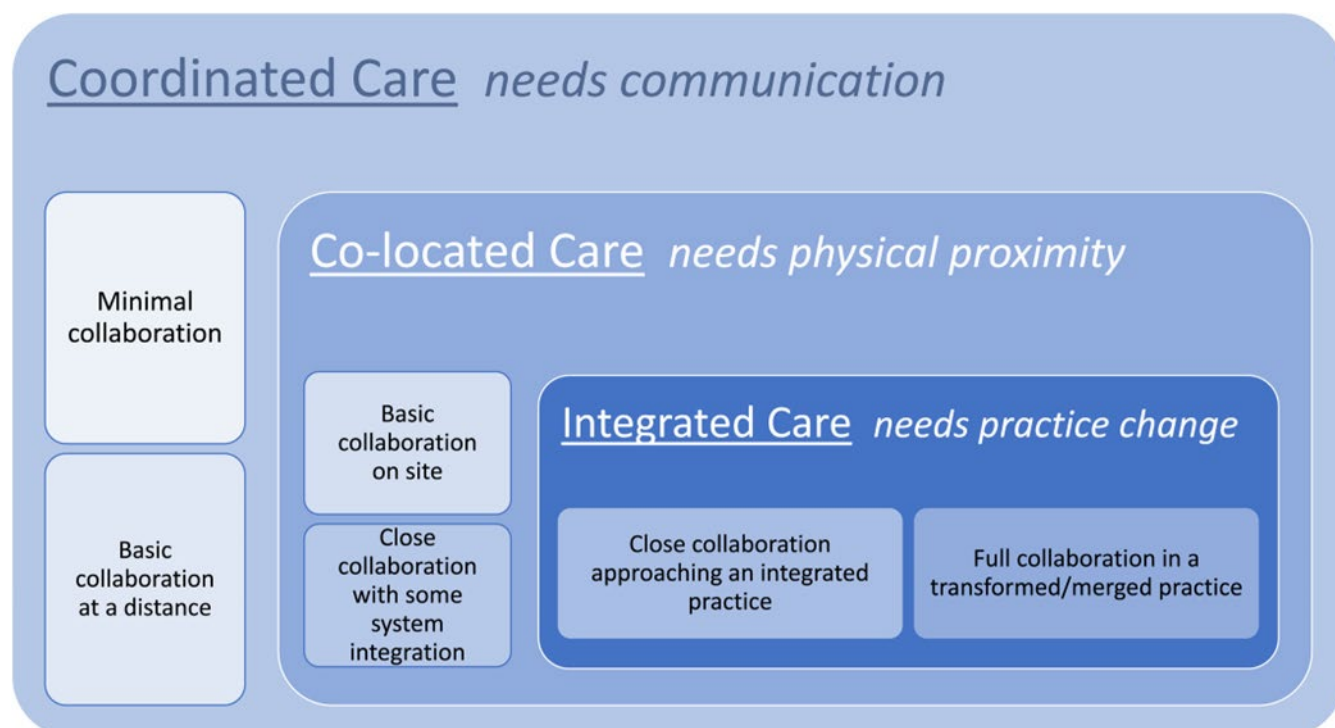 Coordinated Care needs communication
Minimal
collaboration
Basic
collaboration
at a distance
Co-located Care needs physical proximity
Basic
collaboration
on site
Close
collaboration
with some
system
integration
Integrated Care needs practice change
Close collaboration
approaching an integrated
practice
Full collaboration in a
transformed/merged practice